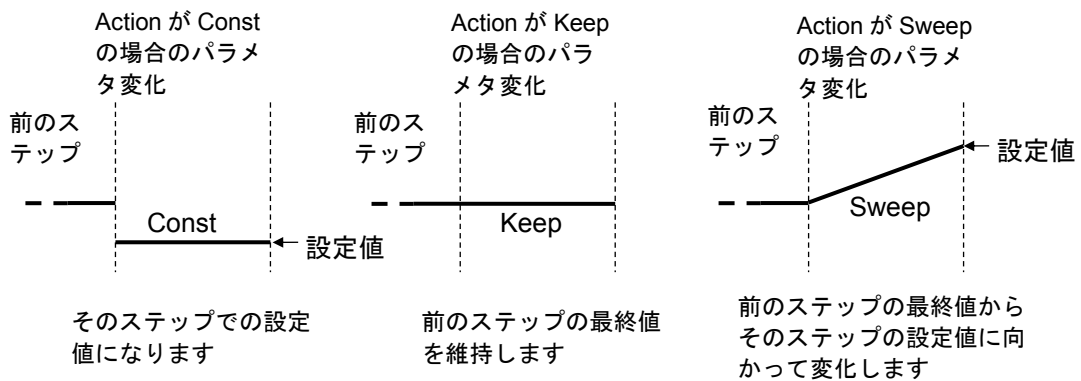 Action が Const
の場合のパラメ
タ変化
前のス
テップ
Const
設定値
そのステップでの設定
値になります
Action が Keep
の場合のパラ
メタ変化
前のス
テップ
Keep
前のステップの最終値
を維持します
Action が Sweep
の場合のパラメ
タ変化
前のス
テップ
設定値
Sweep
前のステップの最終値から
そのステップの設定値に向
かって変化します